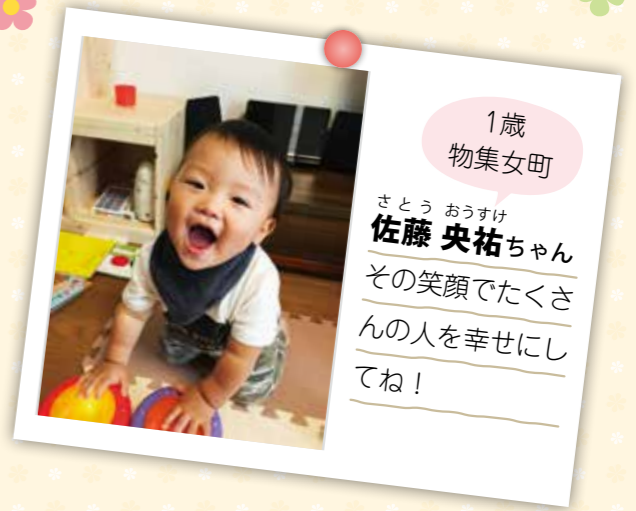 1歳
物集女町
さとう おうすけ
佐藤 央祐ちゃん
その笑顔でたくさ
んの人を幸せにし
てね！